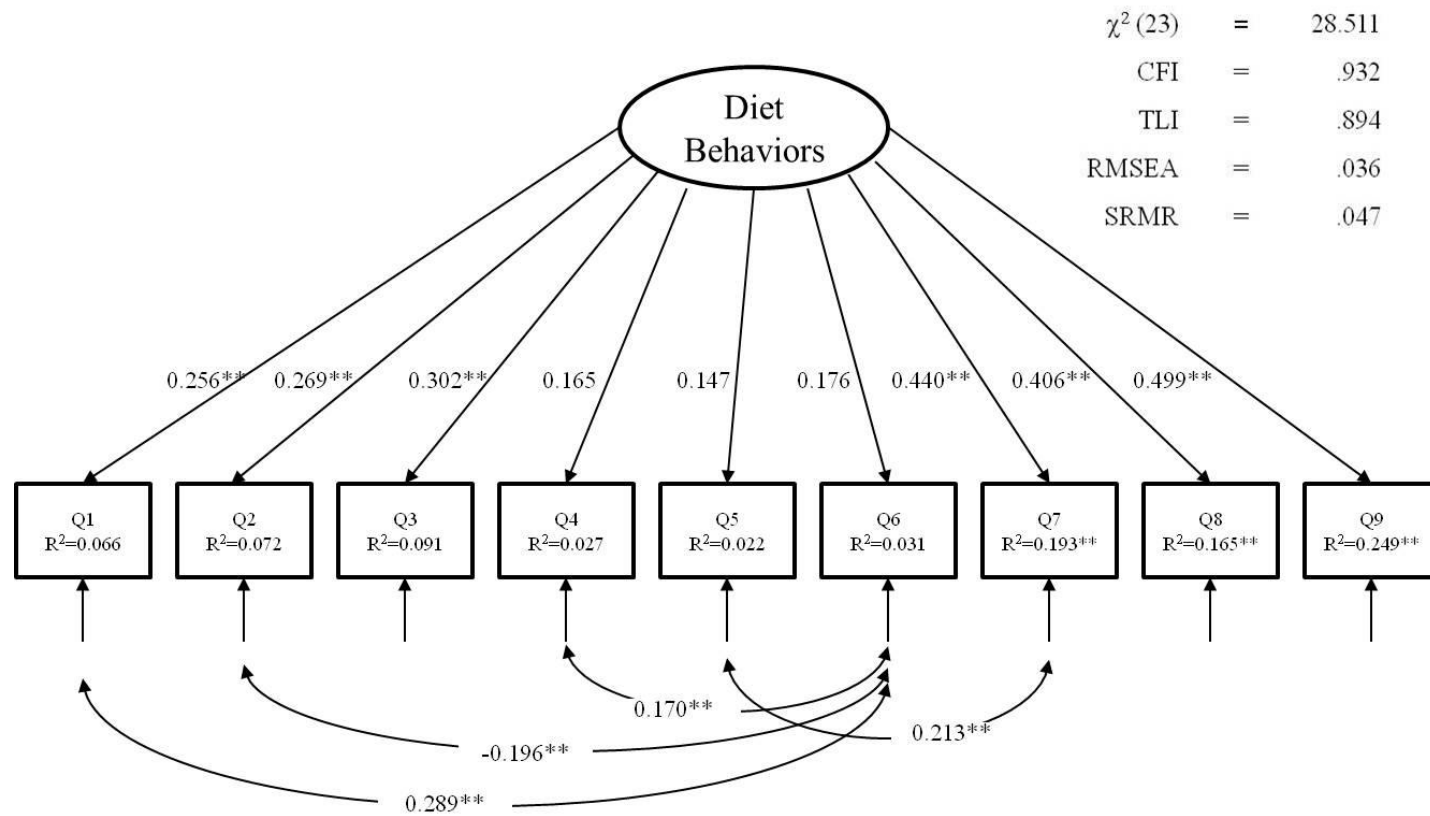 χ² (23) = 28.511
CFI = .932
TLI = .894
RMSEA = .036
SRMR = .047
Diet
Behaviors
0.256** 0.269** 0.302** 0.165 0.147 0.176 0.440** 0.406** 0.499**
Q1 Q2 Q3 Q4 Q5 Q6 Q7 Q8 Q9
R²=0.066 R²=0.072 R²=0.091 R²=0.027 R²=0.022 R²=0.031 R²=0.193** R²=0.165** R²=0.249**
0.170**
0.213**
-0.196**
0.289**